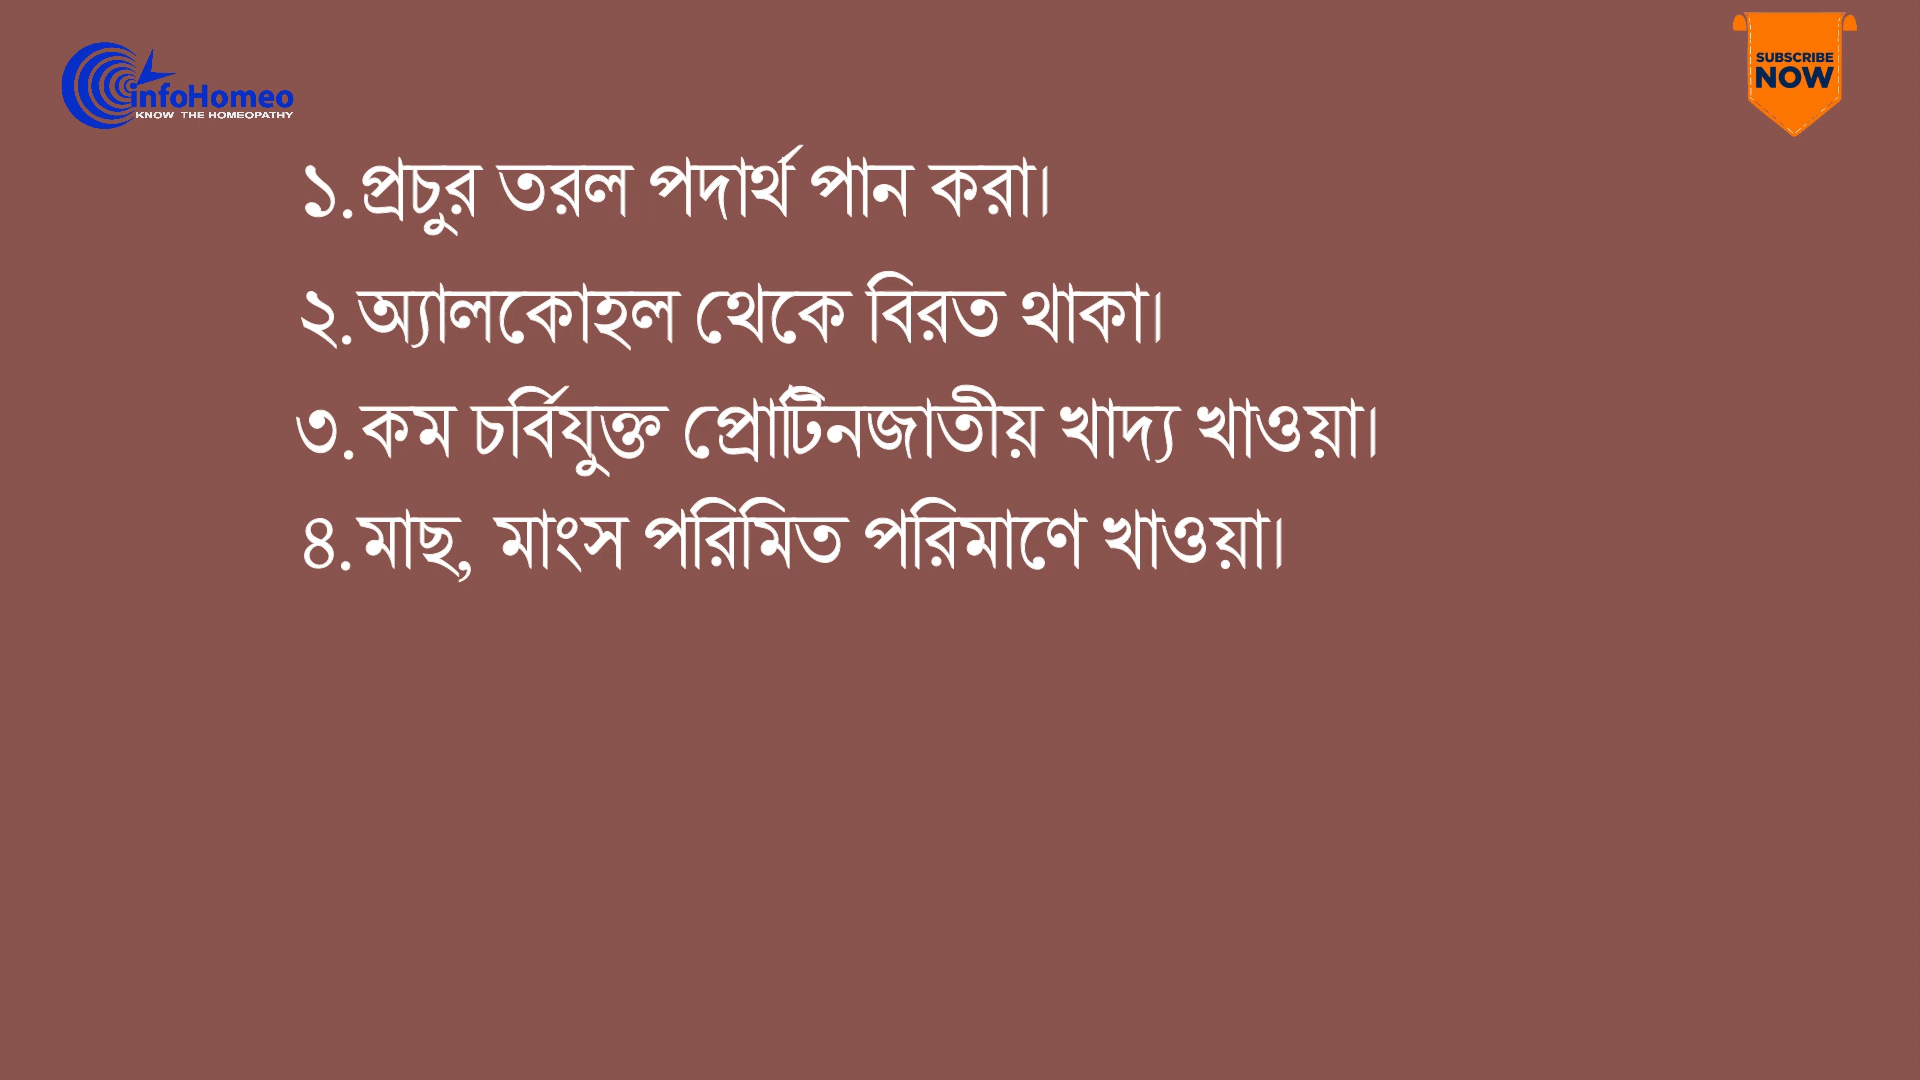 infoHomeo
KNOW THE HOMEOPATHY
SUBSCRIBE
NOW
১.প্রচুর তরল পদার্থ পান করা।
২.অ্যালকোহল থেকে বিরত থাকা।
৩.কম চর্বিযুক্ত প্রোটিনজাতীয় খাদ্য খাওয়া।
৪.মাছ, মাংস পরিমিত পরিমাণে খাওয়া।